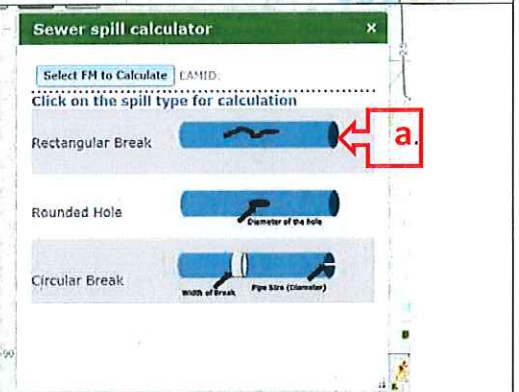 Sewer spill calculator ×
Select FM to Calculate EAMID:
Click on the spill type for calculation
Rectangular Break
a.
Rounded Hole
Diameter of the hole
Circular Break
Width of Break
Pipe Size (Diameter)